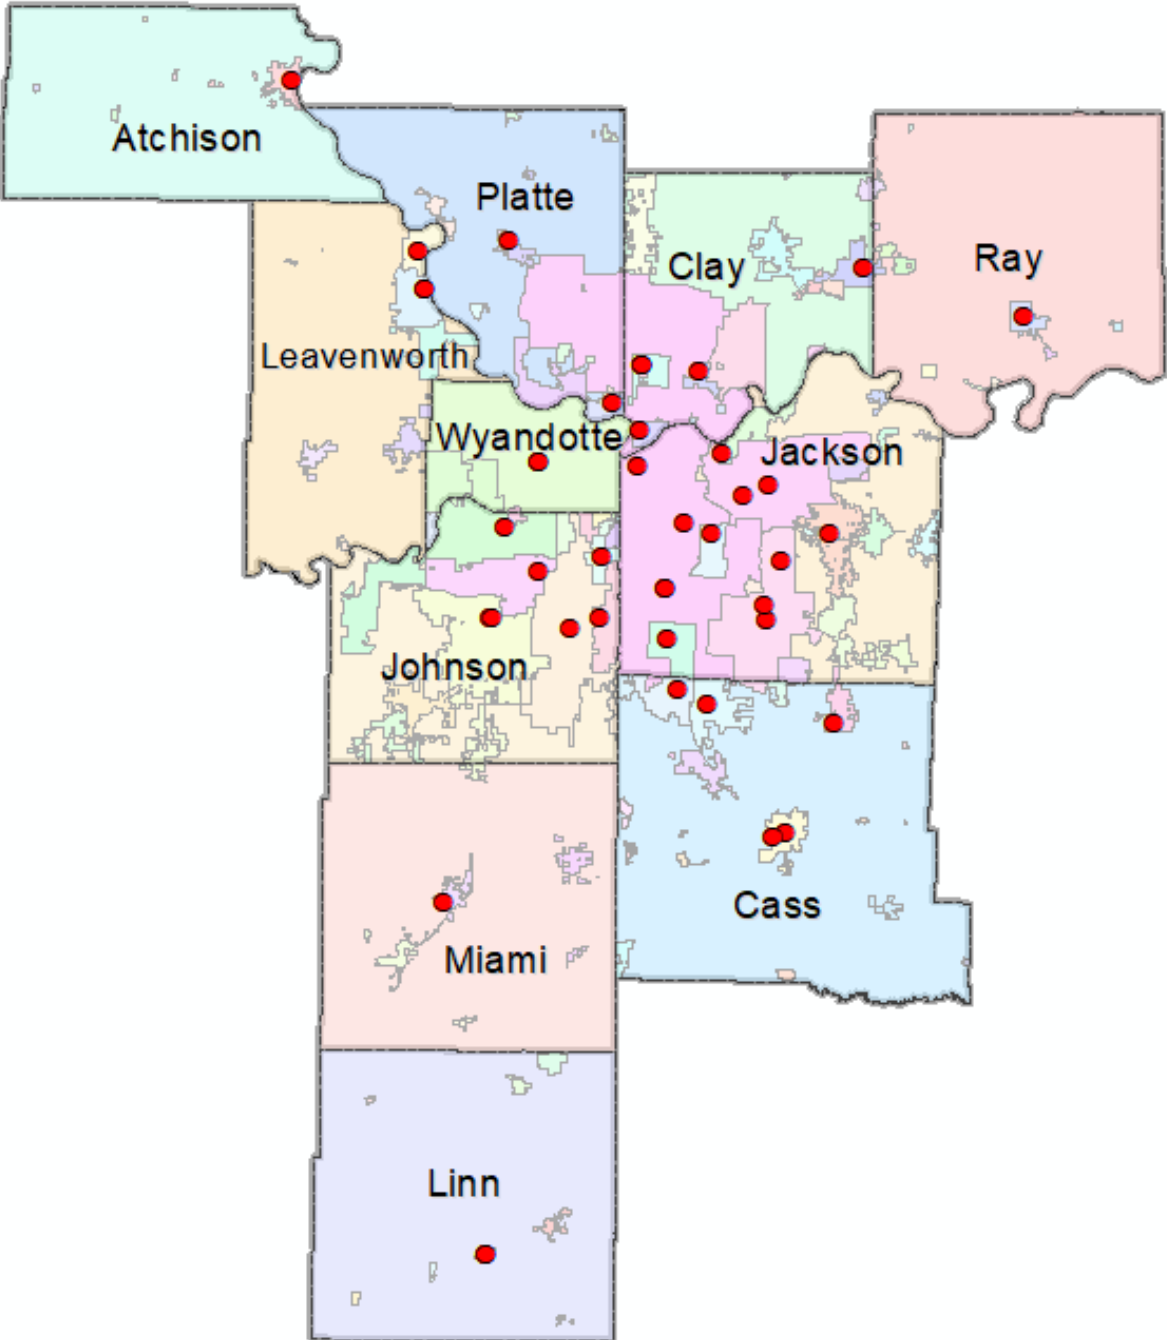 Atchison
Platte
Clay
Ray
Leavenworth
Wyandotte
Jackson
Johnson
Cass
Miami
Linn